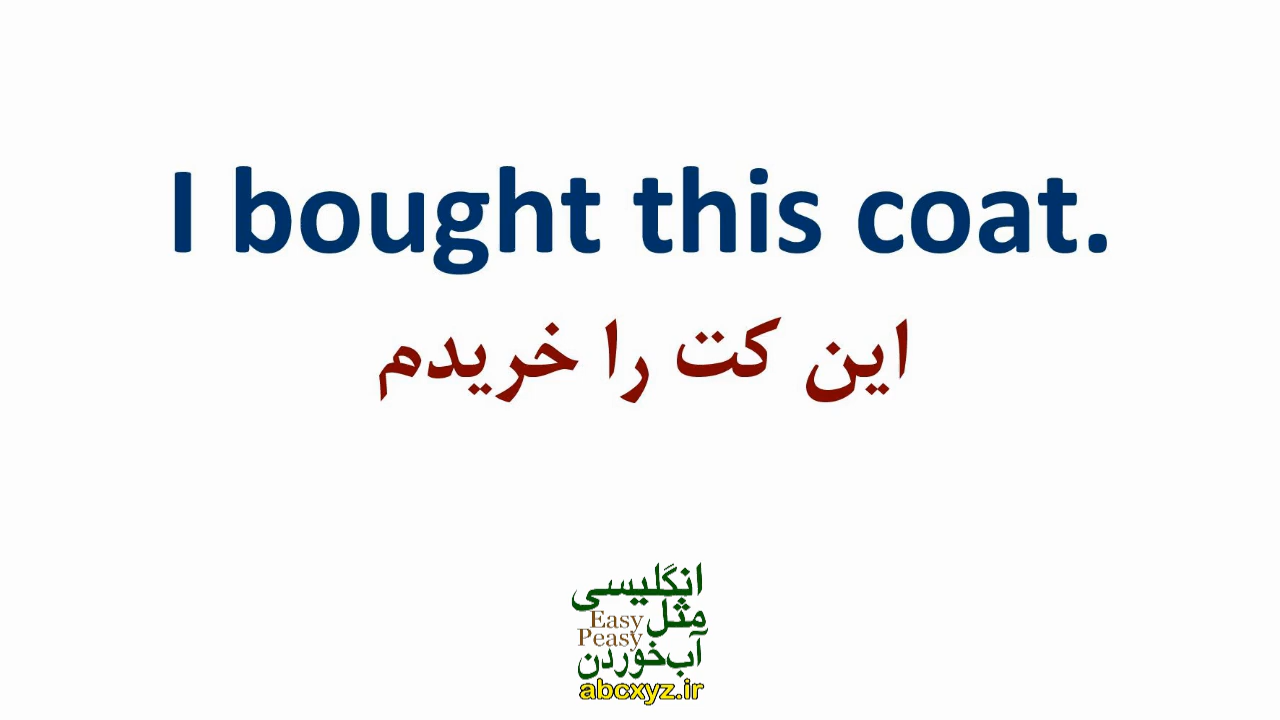 I bought this coat.
این کت را خریدم
انگلیسی
مثل
Easy
Peasy
آب‌خوردن
abcxyz.ir